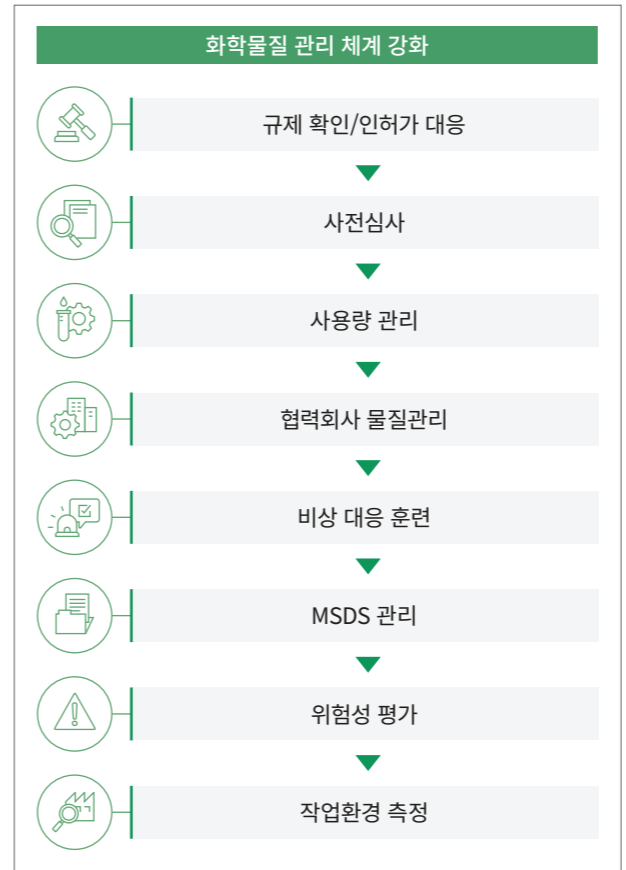 화학물질 관리 체계 강화
규제 확인/인허가 대응
사전심사
사용량 관리
협력회사 물질관리
비상 대응 훈련
MSDS 관리
위험성 평가
작업환경 측정